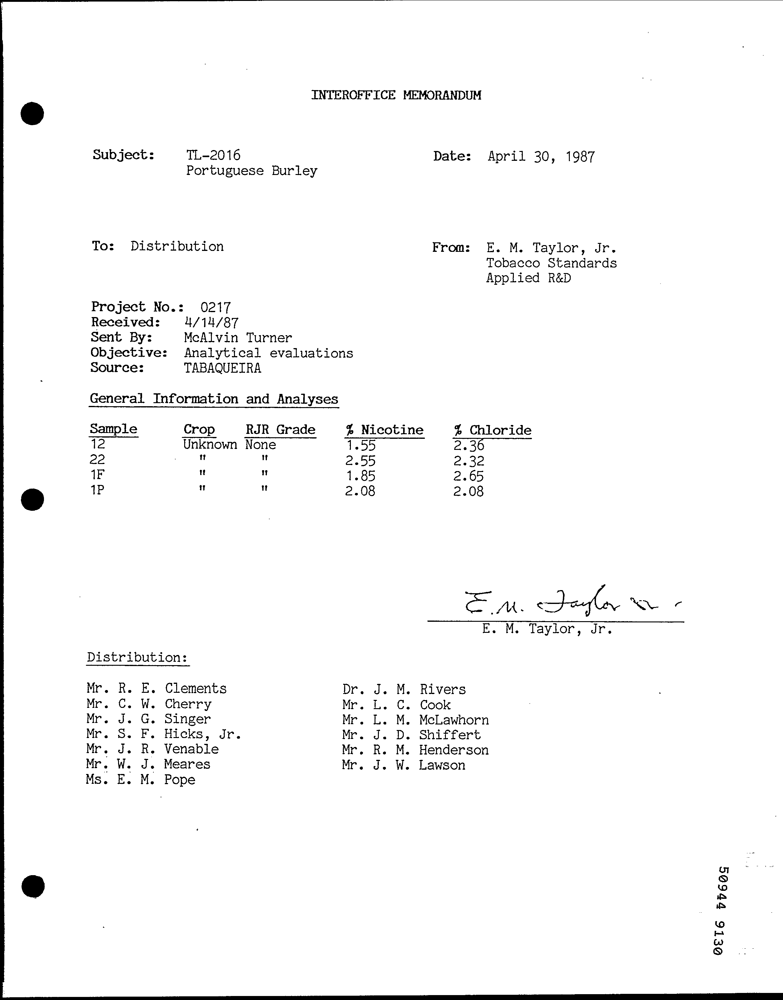 INTEROFFICE MEMORANDUM
Subject: TL-2016 Date: April 30, 1987
Portuguese Burley
To: Distribution From: E. M. Taylor, Jr.
Tobacco Standards
Applied R&D
Project No.: 0217
Received: 4/14/87
Sent By: McAlvin Turner
Objective: Analytical evaluations
Source: TABAQUEIRA
General Information and Analyses
Sample Crop RJR Grade % Nicotine % Chloride
12 Unknown None 1.55 2.36
22 " " 2.55 2.32
1F " " 1.85 2.65
1P " " 2.08 2.08
E. M. Taylor Jr.
E. M. Taylor, Jr.
Distribution:
Mr. R. E. Clements Dr. J. M. Rivers
Mr. C. W. Cherry Mr. L. C. Cook
Mr. J. G. Singer Mr. L. M. McLawhorn
Mr. S. F. Hicks, Jr. Mr. J. D. Shiffert
Mr. J. R. Venable Mr. R. M. Henderson
Mr. W. J. Meares Mr. J. W. Lawson
Ms. E. M. Pope
50944 9130